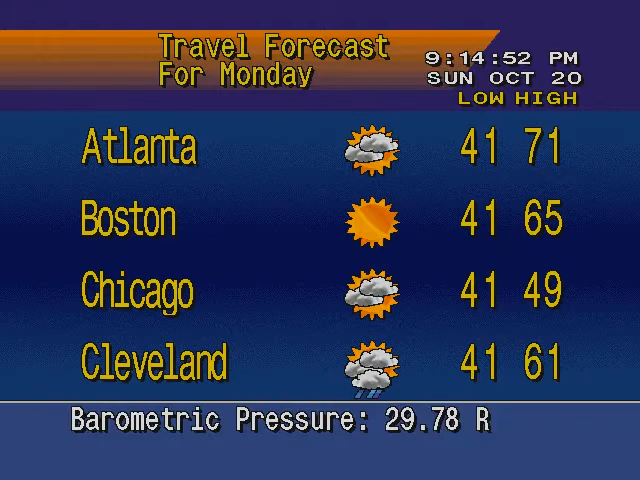 Travel Forecast
For Monday
9:14:52 PM
SUN OCT 20
LOW HIGH
Atlanta 41 71
Boston 41 65
Chicago 41 49
Cleveland 41 61
Barometric Pressure: 29.78 R